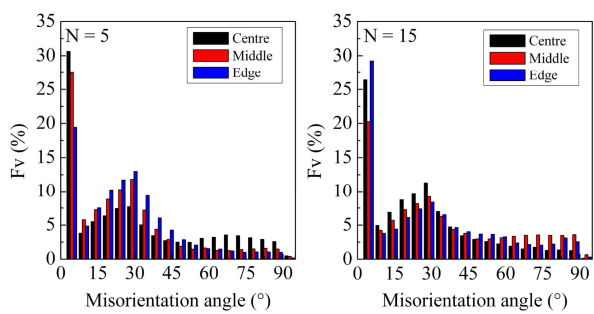 N = 5
Centre
Middle
Edge
35
30
25
20
15
10
5
0
Fv (%)
0 15 30 45 60 75 90
Misorientation angle (°)
N = 15
Centre
Middle
Edge
35
30
25
20
15
10
5
0
Fv (%)
0 15 30 45 60 75 90
Misorientation angle (°)